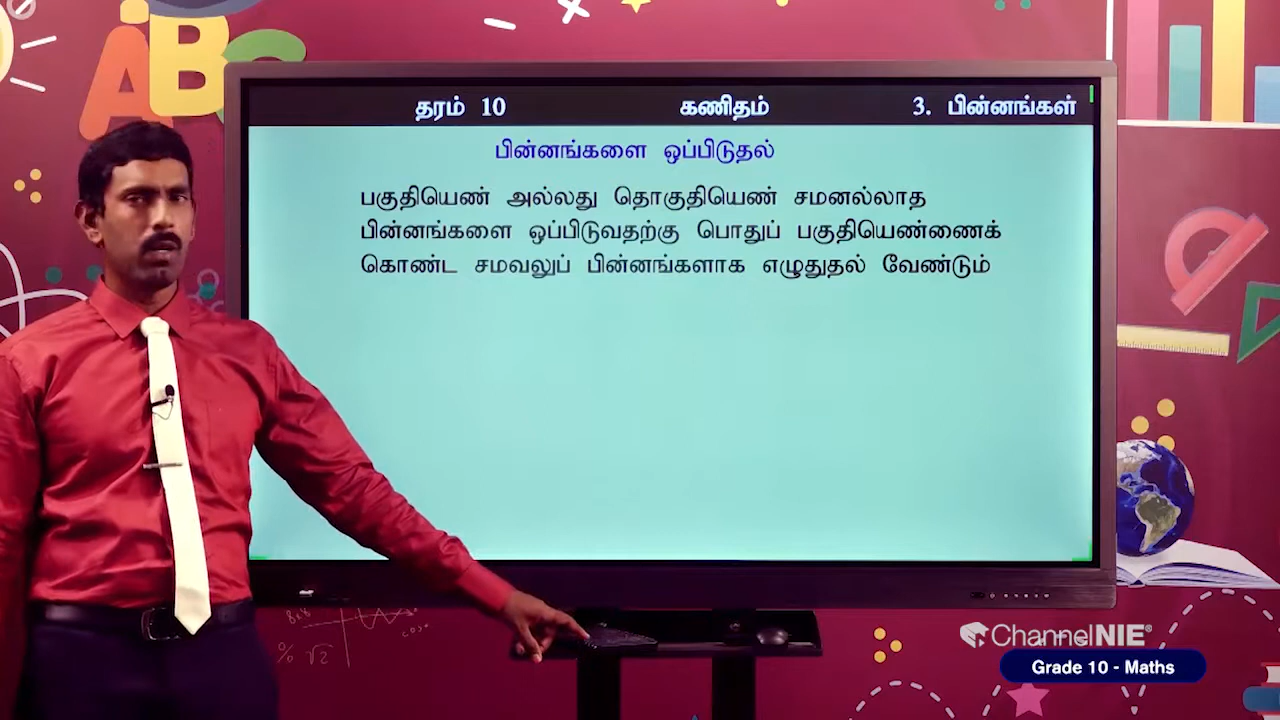 ABC
தரம் 10 கணிதம் 3. பின்னங்கள்
பின்னங்களை ஒப்பிடுதல்
பகுதியெண் அல்லது தொகுதியெண் சமனல்லாத
பின்னங்களை ஒப்பிடுவதற்கு பொதுப் பகுதியெண்ணைக்
கொண்ட சமவலுப் பின்னங்களாக எழுதுதல் வேண்டும்
% √2
ChannelNIE®
Grade 10 - Maths